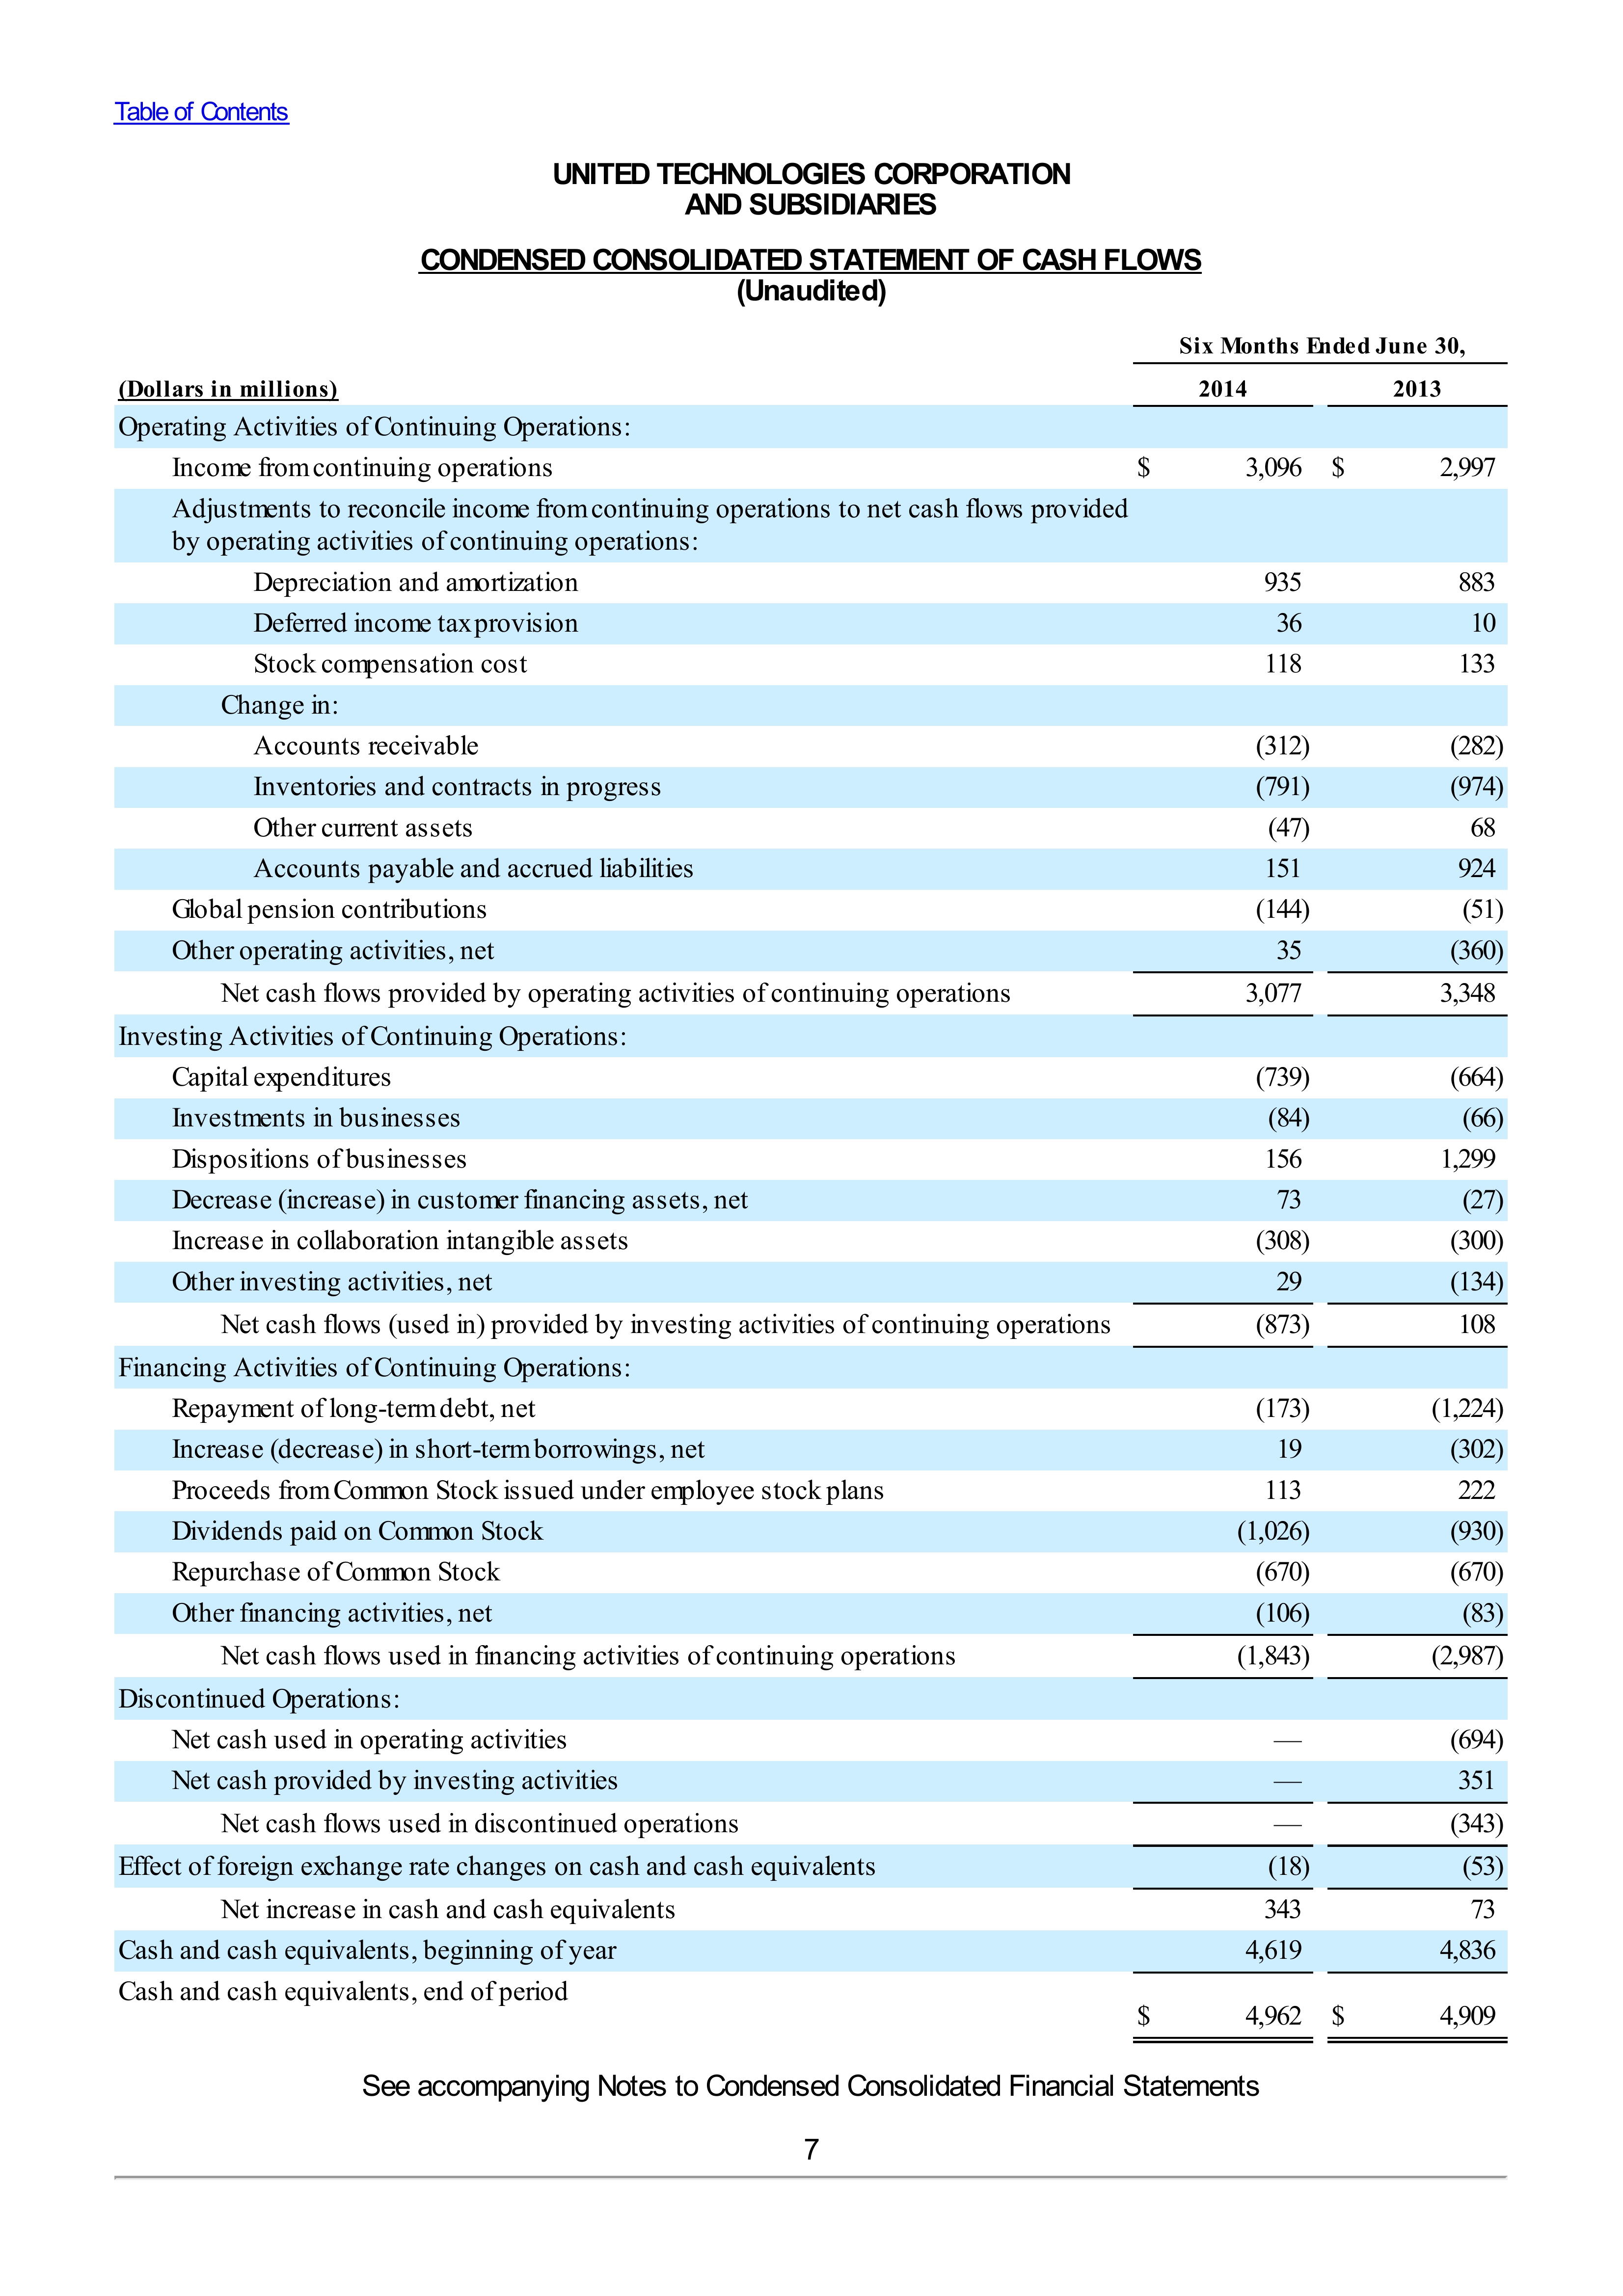 Table of Contents
UNITED TECHNOLOGIES CORPORATION
AND SUBSIDIARIES
CONDENSED CONSOLIDATED STATEMENT OF CASH FLOWS
(Unaudited)
Six Months Ended June 30,
(Dollars in millions) 2014 2013
Operating Activities of Continuing Operations:
Income from continuing operations $ 3,096 $ 2,997
Adjustments to reconcile income from continuing operations to net cash flows provided
by operating activities of continuing operations:
Depreciation and amortization 935 883
Deferred income tax provision 36 10
Stock compensation cost 118 133
Change in:
Accounts receivable (312) (282)
Inventories and contracts in progress (791) (974)
Other current assets (47) 68
Accounts payable and accrued liabilities 151 924
Global pension contributions (144) (51)
Other operating activities, net 35 (360)
Net cash flows provided by operating activities of continuing operations 3,077 3,348
Investing Activities of Continuing Operations:
Capital expenditures (739) (664)
Investments in businesses (84) (66)
Dispositions of businesses 156 1,299
Decrease (increase) in customer financing assets, net 73 (27)
Increase in collaboration intangible assets (308) (300)
Other investing activities, net 29 (134)
Net cash flows (used in) provided by investing activities of continuing operations (873) 108
Financing Activities of Continuing Operations:
Repayment of long-term debt, net (173) (1,224)
Increase (decrease) in short-term borrowings, net 19 (302)
Proceeds from Common Stock issued under employee stock plans 113 222
Dividends paid on Common Stock (1,026) (930)
Repurchase of Common Stock (670) (670)
Other financing activities, net (106) (83)
Net cash flows used in financing activities of continuing operations (1,843) (2,987)
Discontinued Operations:
Net cash used in operating activities — (694)
Net cash provided by investing activities — 351
Net cash flows used in discontinued operations — (343)
Effect of foreign exchange rate changes on cash and cash equivalents (18) (53)
Net increase in cash and cash equivalents 343 73
Cash and cash equivalents, beginning of year 4,619 4,836
Cash and cash equivalents, end of period
$ 4,962 $ 4,909
See accompanying Notes to Condensed Consolidated Financial Statements
7